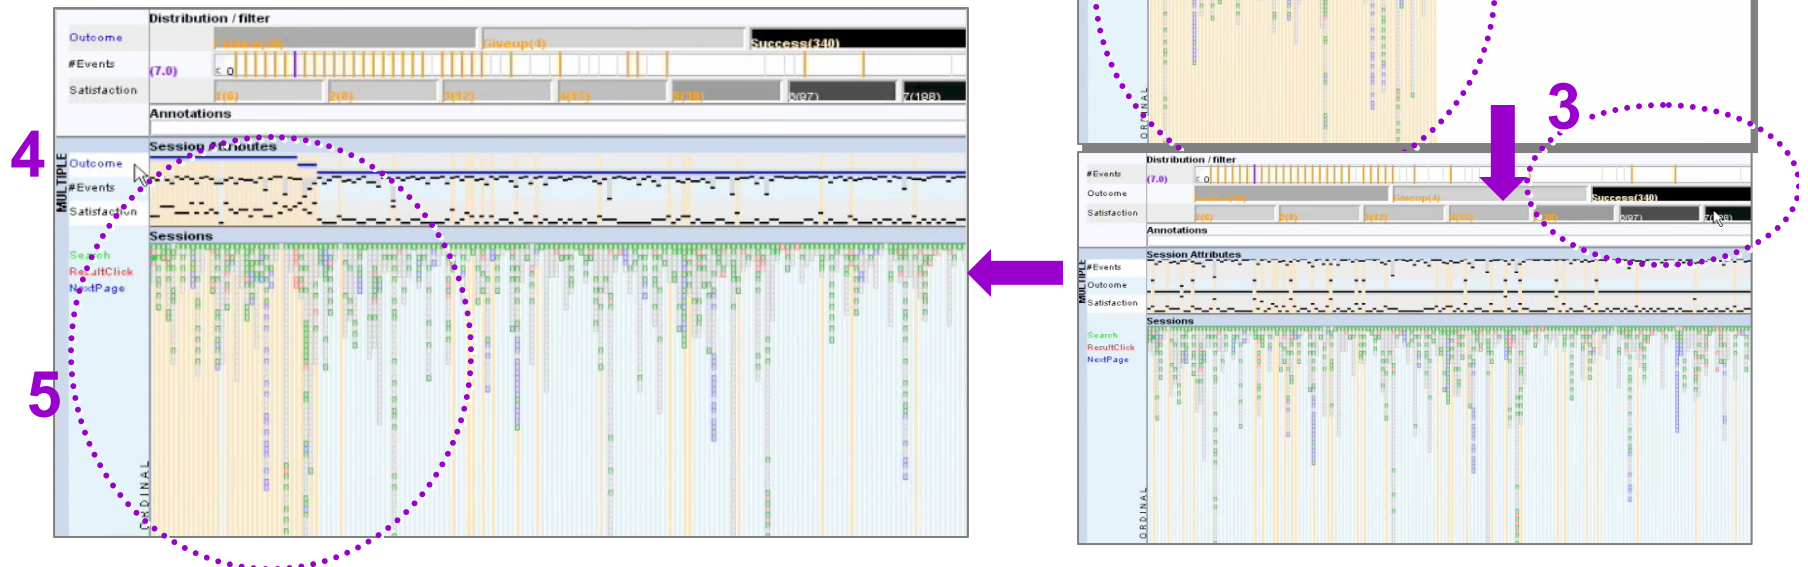 Distribution / filter
Outcome
Giveup(4)
Success(340)
#Events
(7.0)
< 0
Satisfaction
1(6)
2(8)
3(12)
4(15)
5(38)
6(97)
7(198)
Annotations
4
MULTIPLE
Session Attributes
Outcome
#Events
Satisfaction
Sessions
Search
ResultClick
NextPage
5
ORDINAL
ORDINAL
3
Distribution / filter
#Events
(7.0)
< 0
Outcome
Giveup(4)
Success(340)
Satisfaction
1(6)
2(8)
3(12)
4(15)
6(97)
Annotations
MULTIPLE
Session Attributes
#Events
Outcome
Satisfaction
Sessions
Search
ResultClick
NextPage
ORDINAL